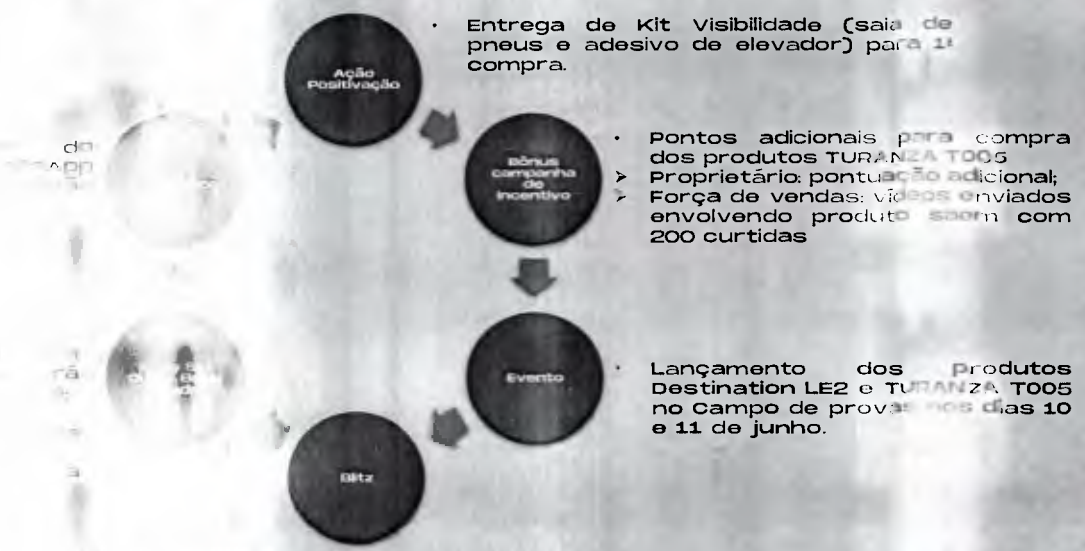 Ação
Positivação
• Entrega de Kit Visibilidade (saia de
pneus e adesivo de elevador) para
compra.
Bônus
campanha
de
incentivo
• Pontos adicionais para compra
dos produtos TURANZA T005
➢ Proprietário: pontuação adicional;
➢ Força de vendas: vídeos enviados
envolvendo produto saem com
200 curtidas
Evento
• Lançamento dos Produtos
Destination LE2 e TURANZA T005
no Campo de provas nos dias 10
e 11 de junho.
Blitz
do